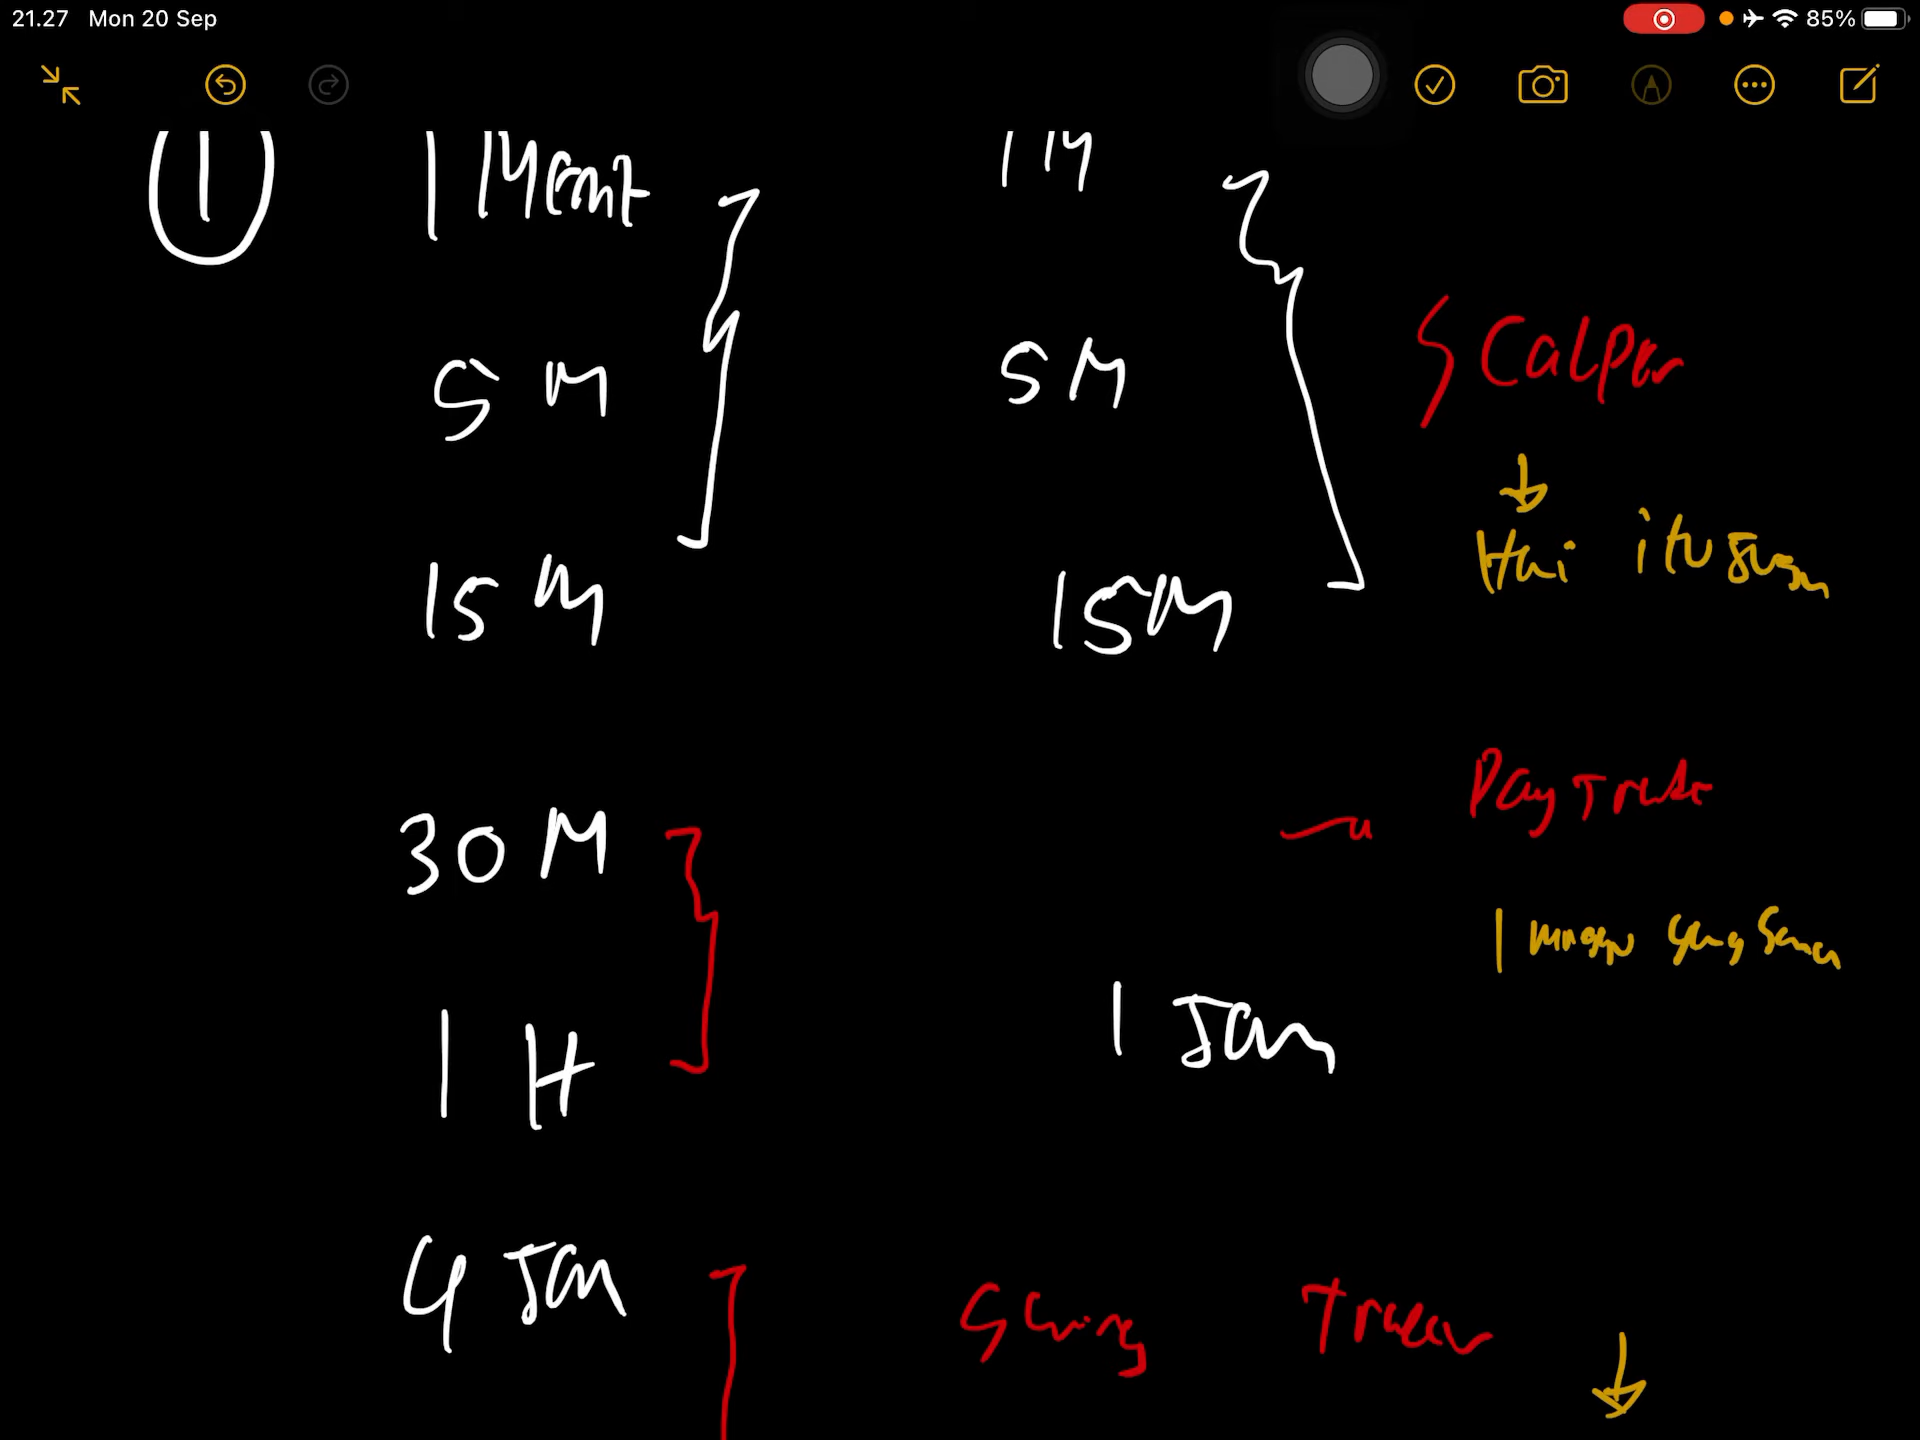 21.27 Mon 20 Sep 85%
1 1 Menit 1 M
5 M 5 M Scalper
15 M 15M Hari itu Juga
30 M Day Trader
1 minggu yang sama
1 H 1 Jam
4 Jam Swing Trader